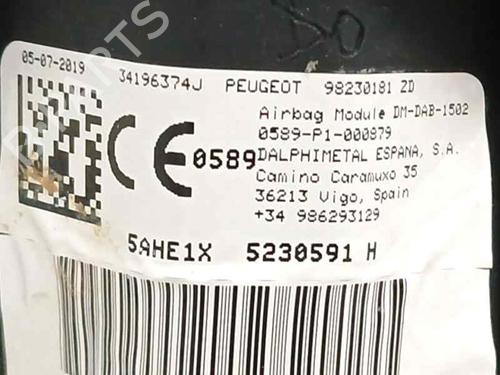 05-07-2019 34196374J PEUGEOT 98230181 ZD
Airbag Module DM-DAB-1502
0589-P1-000879
CE 0589 DALPHIMETAL ESPANA, S.A.
Camino Caramuxo 35
36213 Vigo, Spain
+34 986293129
5AHE1X 5230591 H
PARTS